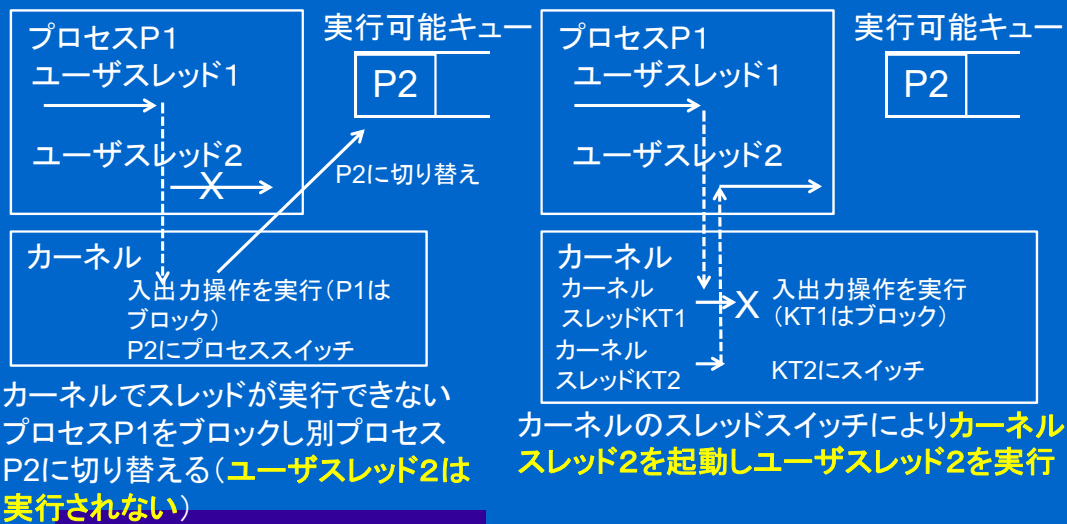 プロセスP1
ユーザスレッド1
ユーザスレッド2
X
実行可能キュー
P2
P2に切り替え
カーネル
入出力操作を実行(P1は
ブロック)
P2にプロセススイッチ
カーネルでスレッドが実行できない
プロセスP1をブロックし別プロセス
P2に切り替える(ユーザスレッド2は
実行されない)
プロセスP1
ユーザスレッド1
ユーザスレッド2
実行可能キュー
P2
カーネル
カーネル
スレッドKT1
X
入出力操作を実行
(KT1はブロック)
カーネル
スレッドKT2
KT2にスイッチ
カーネルのスレッドスイッチによりカーネル
スレッド2を起動しユーザスレッド2を実行